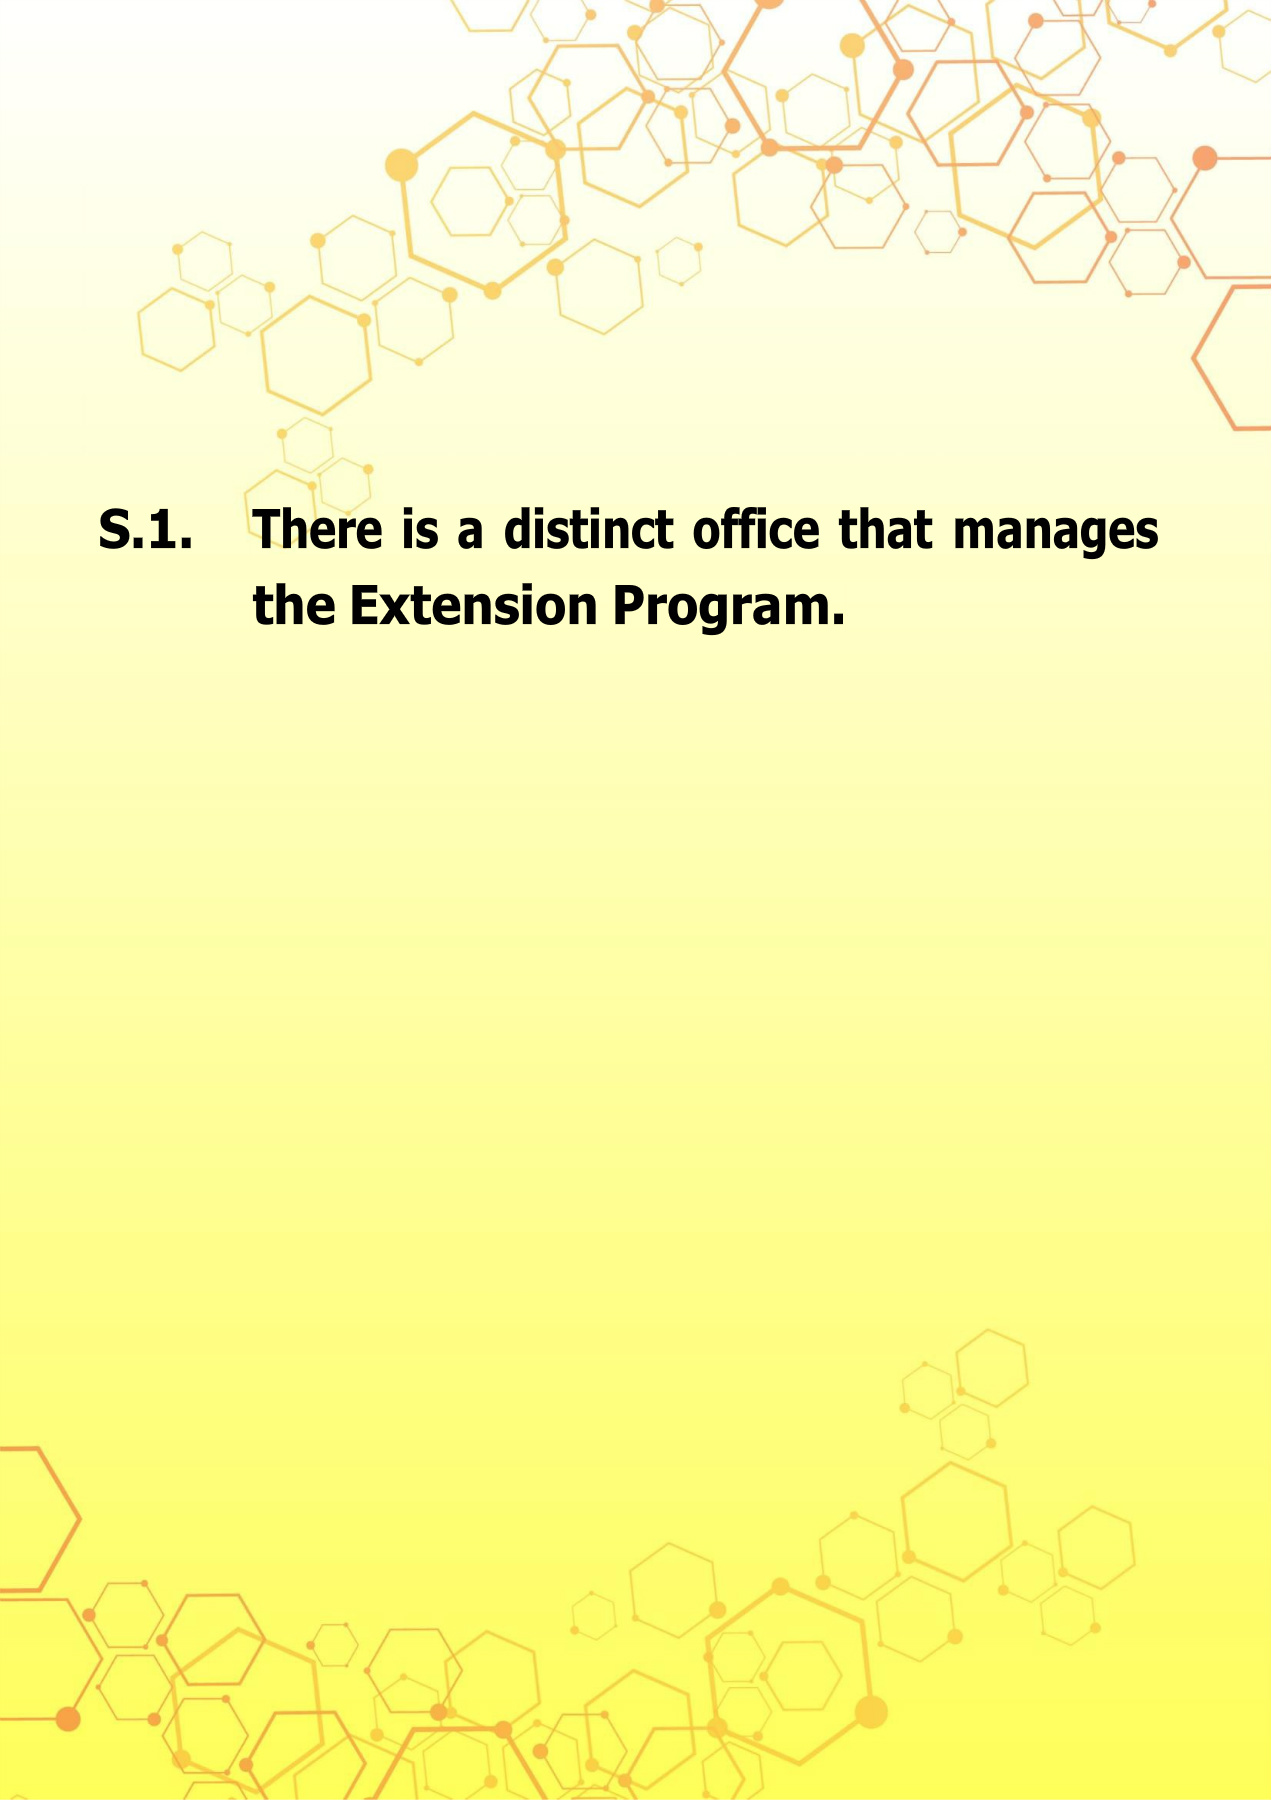 S.1. There is a distinct office that manages
the Extension Program.